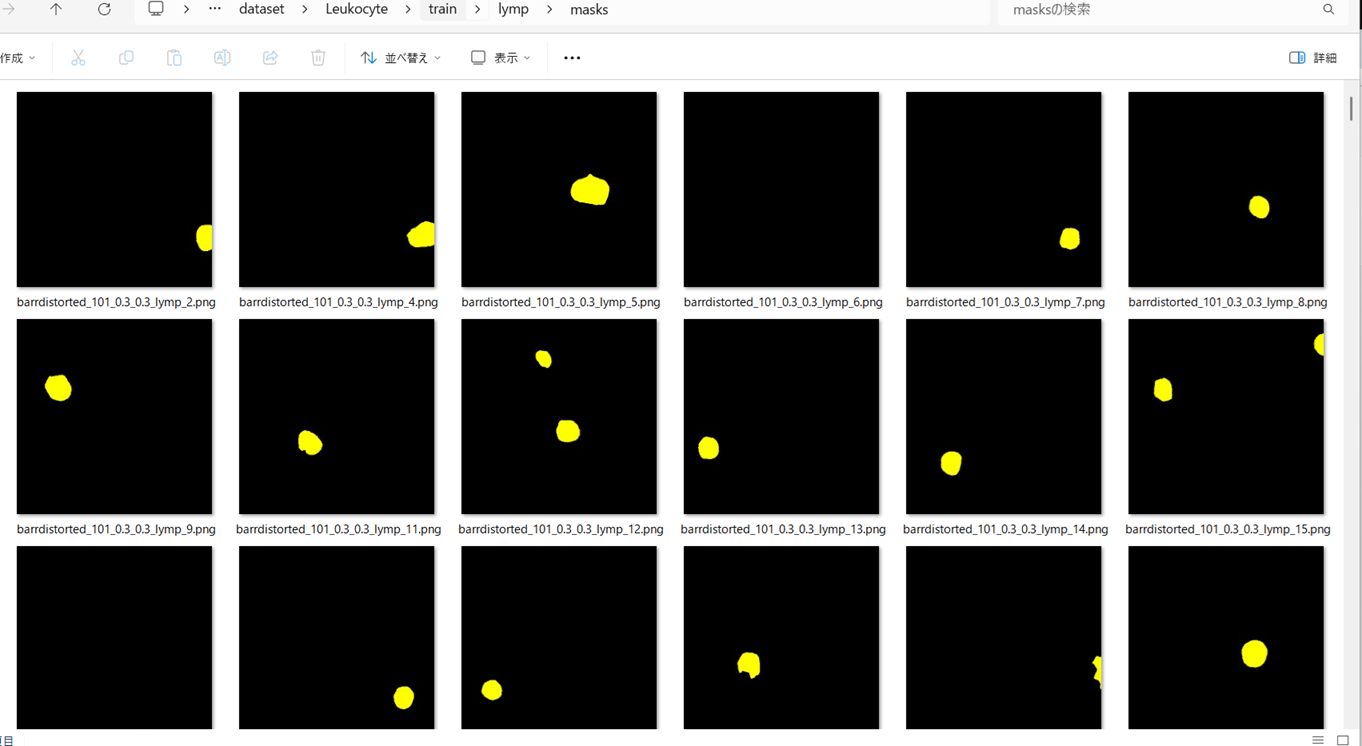 dataset > Leukocyte > train > lymp > masks
masksの検索
作成
並べ替え
表示
詳細
barrdistorted_101_0.3_0.3_lymp_2.png
barrdistorted_101_0.3_0.3_lymp_4.png
barrdistorted_101_0.3_0.3_lymp_5.png
barrdistorted_101_0.3_0.3_lymp_6.png
barrdistorted_101_0.3_0.3_lymp_7.png
barrdistorted_101_0.3_0.3_lymp_8.png
barrdistorted_101_0.3_0.3_lymp_9.png
barrdistorted_101_0.3_0.3_lymp_11.png
barrdistorted_101_0.3_0.3_lymp_12.png
barrdistorted_101_0.3_0.3_lymp_13.png
barrdistorted_101_0.3_0.3_lymp_14.png
barrdistorted_101_0.3_0.3_lymp_15.png